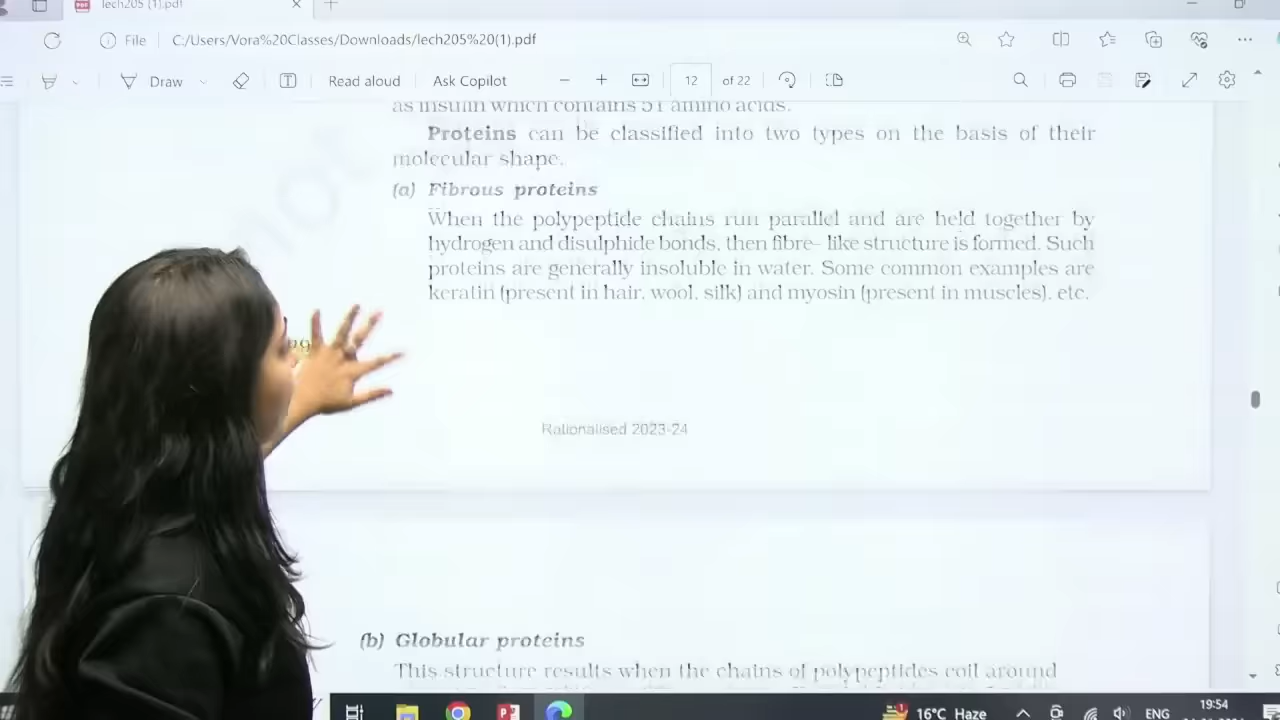 lech205 (1).pdf
File C:/Users/Vora%20Classes/Downloads/lech205%20(1).pdf
Draw Read aloud Ask Copilot 12 of 22
as insulin which contains 51 amino acids.
Proteins can be classified into two types on the basis of their
molecular shape.
(a) Fibrous proteins
When the polypeptide chains run parallel and are held together by
hydrogen and disulphide bonds, then fibre– like structure is formed. Such
proteins are generally insoluble in water. Some common examples are
keratin (present in hair, wool, silk) and myosin (present in muscles), etc.
Rationalised 2023-24
(b) Globular proteins
This structure results when the chains of polypeptides coil around
16°C Haze ENG 19:54